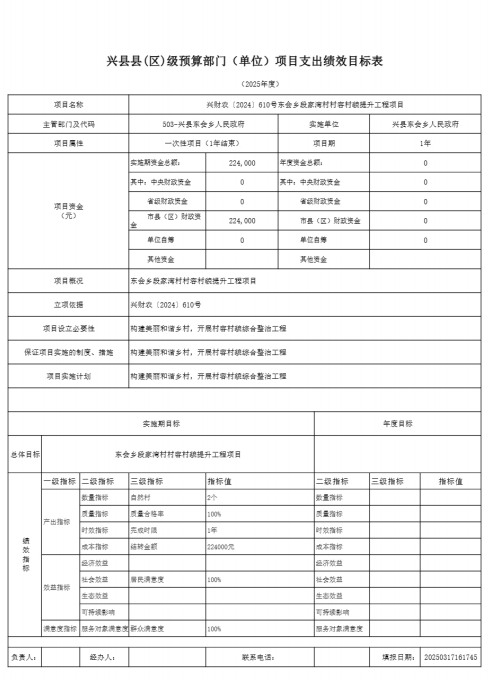 兴县县(区)级预算部门（单位）项目支出绩效目标表
（2025年度）
项目名称 兴财农〔2024〕610号东会乡段家湾村村容村貌提升工程项目
主管部门及代码 503-兴县东会乡人民政府 实施单位 兴县东会乡人民政府
项目属性 一次性项目（1年结束） 项目期 1年
项目资金（元） 实施期资金总额： 224,000 年度资金总额： 0
其中：中央财政资金 0 其中：中央财政资金 0
省级财政资金 0 省级财政资金 0
市县（区）财政资金 224,000 市县（区）财政资金 0
单位自筹 0 单位自筹 0
其他资金 其他资金
项目概况 东会乡段家湾村村容村貌提升工程项目
立项依据 兴财农〔2024〕610号
项目设立必要性 构建美丽和谐乡村，开展村容村貌综合整治工程
保证项目实施的制度、措施 构建美丽和谐乡村，开展村容村貌综合整治工程
项目实施计划 构建美丽和谐乡村，开展村容村貌综合整治工程
实施期目标 年度目标
总体目标 东会乡段家湾村村容村貌提升工程项目
绩效指标 一级指标 二级指标 三级指标 指标值 二级指标 三级指标 指标值
产出指标 数量指标 自然村 2个 数量指标
质量指标 质量合格率 100% 质量指标
时效指标 完成时限 1年 时效指标
成本指标 结转金额 224000元 成本指标
效益指标 经济效益 经济效益
社会效益 居民满意度 100% 社会效益
生态效益 生态效益
可持续影响 可持续影响
满意度指标 服务对象满意度 群众满意度 100% 服务对象满意度
负责人： 经办人： 联系电话： 填报日期： 20250317161745